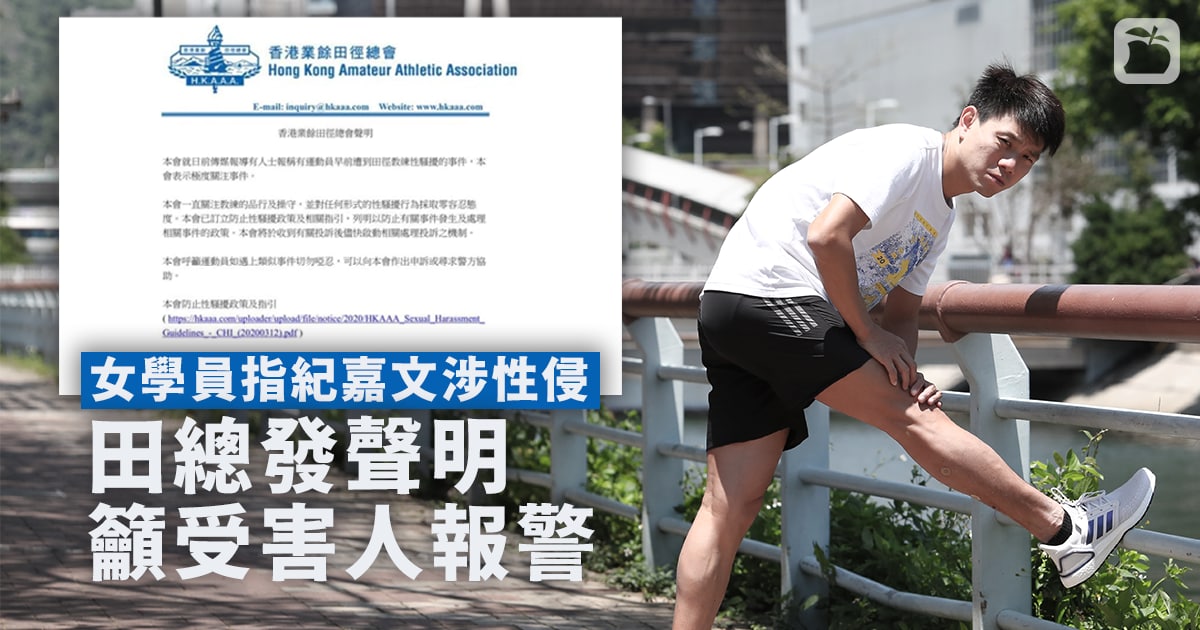 香港業餘田徑總會
Hong Kong Amateur Athletic Association
H.K.A.A.A.
E-mail: inquiry@hkaaa.com Website: www.hkaaa.com
香港業餘田徑總會聲明
本會就日前傳媒報導有人士報稱有運動員早前遭到田徑教練性騷擾的事件，本
會表示極度關注事件。
本會一直關注教練的品行及操守，並對任何形式的性騷擾行為採取零容忍態
度。本會已訂立防止性騷擾政策及相關指引，列明以防止有關事件發生及處理
相關事件的政策。本會將於收到有關投訴後儘快啟動相關處理投訴之機制。
本會呼籲運動員如遇上類似事件切勿啞忍，可以向本會作出申訴或尋求警方協
助。
本會防止性騷擾政策及指引
( https://hkaaa.com/uploader/upload/file/notice/2020/HKAAA_Sexual_Harassment_
Guidelines_-_CHI_(20200312).pdf )
女學員指紀嘉文涉性侵
田總發聲明
籲受害人報警